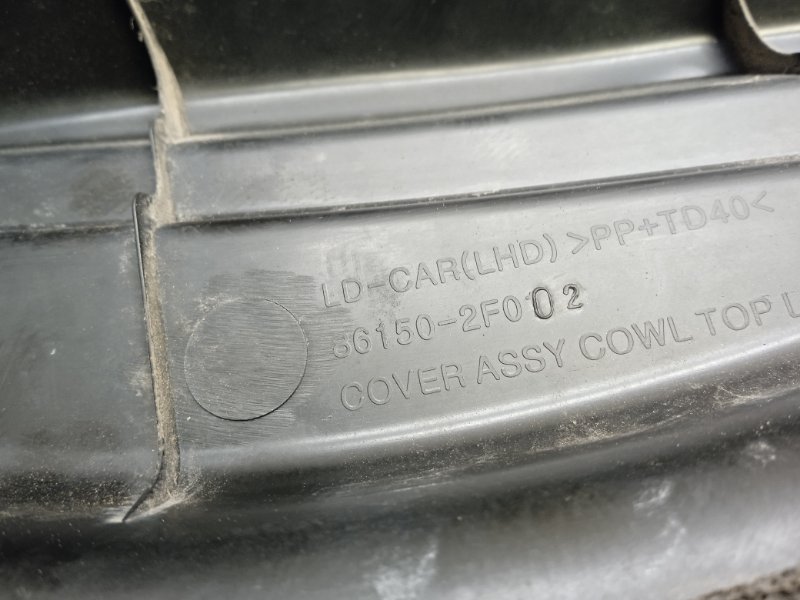 LD-CAR(LHD) >PP+TD40<
86150-2F002
COVER ASSY COWL TOP L